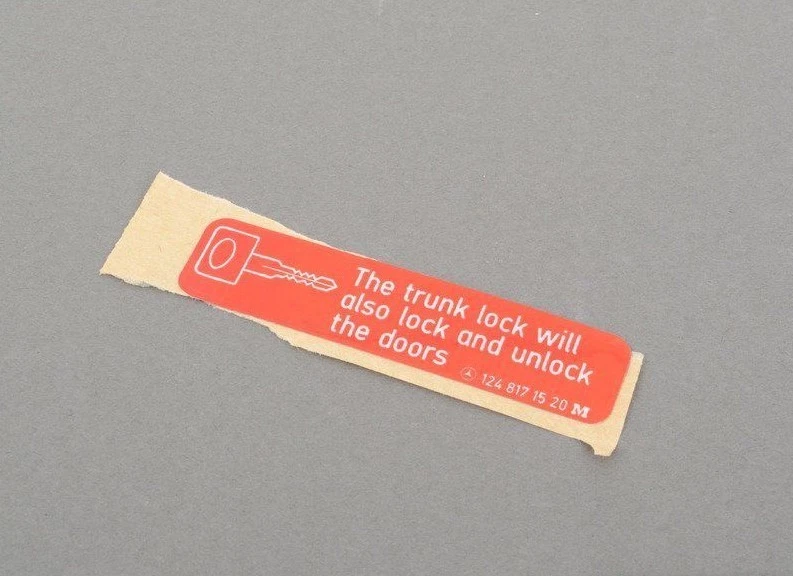 The trunk lock will
also lock and unlock
the doors
124 817 15 20 M